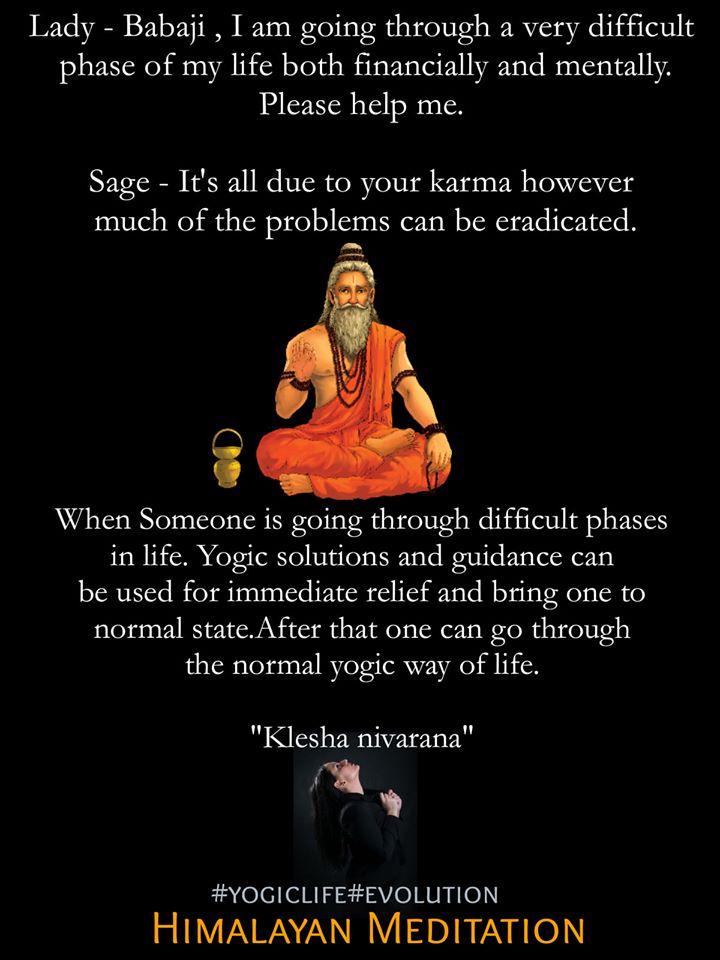 Lady - Babaji , I am going through a very difficult
phase of my life both financially and mentally.
Please help me.
Sage - It's all due to your karma however
much of the problems can be eradicated.
When Someone is going through difficult phases
in life. Yogic solutions and guidance can
be used for immediate relief and bring one to
normal state.After that one can go through
the normal yogic way of life.
"Klesha nivarana"
#YOGICLIFE#EVOLUTION
HIMALAYAN MEDITATION